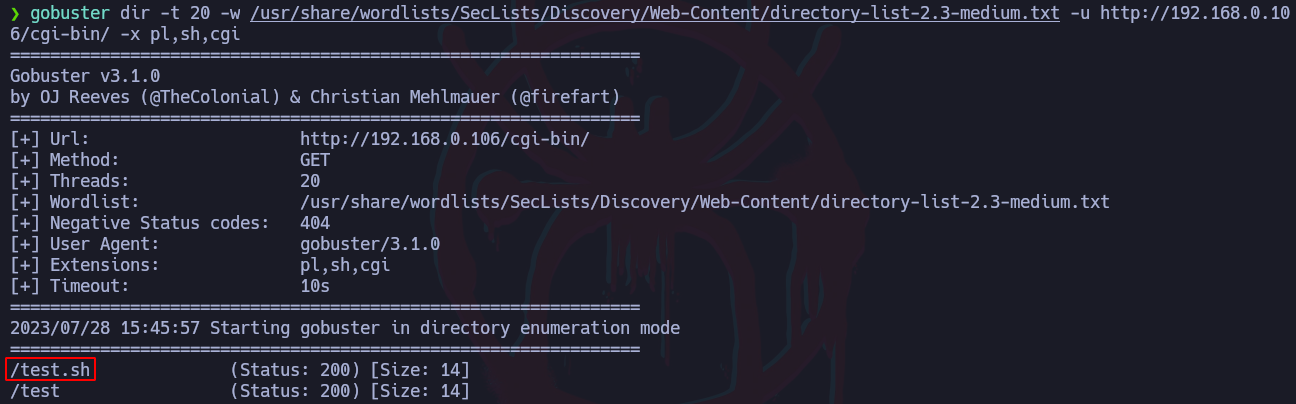 ❯ gobuster dir -t 20 -w /usr/share/wordlists/SecLists/Discovery/Web-Content/directory-list-2.3-medium.txt -u http://192.168.0.10
6/cgi-bin/ -x pl,sh,cgi
===============================================================
Gobuster v3.1.0
by OJ Reeves (@TheColonial) & Christian Mehlmauer (@firefart)
===============================================================
[+] Url:                     http://192.168.0.106/cgi-bin/
[+] Method:                  GET
[+] Threads:                 20
[+] Wordlist:                /usr/share/wordlists/SecLists/Discovery/Web-Content/directory-list-2.3-medium.txt
[+] Negative Status codes:   404
[+] User Agent:              gobuster/3.1.0
[+] Extensions:              pl,sh,cgi
[+] Timeout:                 10s
===============================================================
2023/07/28 15:45:57 Starting gobuster in directory enumeration mode
===============================================================
/test.sh              (Status: 200) [Size: 14]
/test                 (Status: 200) [Size: 14]